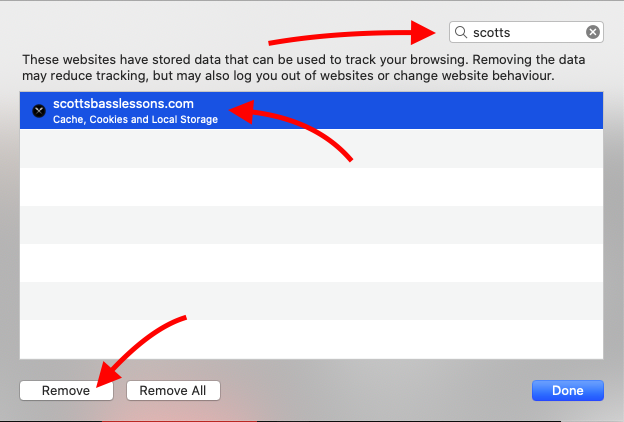 scotts
These websites have stored data that can be used to track your browsing. Removing the data
may reduce tracking, but may also log you out of websites or change website behaviour.
scottsbasslessons.com
Cache, Cookies and Local Storage
Remove
Remove All
Done